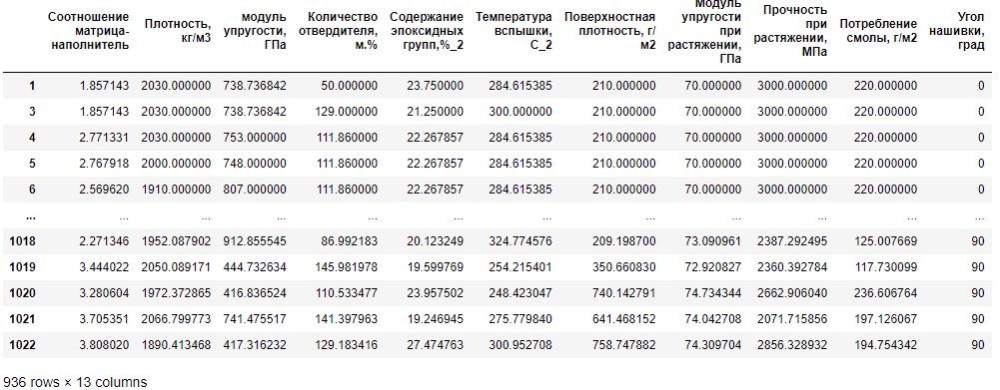 Модуль
Соотношение модуль Количество Содержание Температура Поверхностная упругости Прочность Угол
матрица- Плотность, упругости, отвердителя, эпоксидных вспышки, плотность, г/ при при Потребление нашивки,
наполнитель кг/м3 ГПа м.% групп,%_2 С_2 м2 растяжении, растяжении, смолы, г/м2 град
ГПа МПа
1 1.857143 2030.000000 738.736842 50.000000 23.750000 284.615385 210.000000 70.000000 3000.000000 220.000000 0
3 1.857143 2030.000000 738.736842 129.000000 21.250000 300.000000 210.000000 70.000000 3000.000000 220.000000 0
4 2.771331 2030.000000 753.000000 111.860000 22.267857 284.615385 210.000000 70.000000 3000.000000 220.000000 0
5 2.767918 2000.000000 748.000000 111.860000 22.267857 284.615385 210.000000 70.000000 3000.000000 220.000000 0
6 2.569620 1910.000000 807.000000 111.860000 22.267857 284.615385 210.000000 70.000000 3000.000000 220.000000 0
... ... ... ... ... ... ... ... ... ... ... ...
1018 2.271346 1952.087902 912.855545 86.992183 20.123249 324.774576 209.198700 73.090961 2387.292495 125.007669 90
1019 3.444022 2050.089171 444.732634 145.981978 19.599769 254.215401 350.660830 72.920827 2360.392784 117.730099 90
1020 3.280604 1972.372865 416.836524 110.533477 23.957502 248.423047 740.142791 74.734344 2662.906040 236.606764 90
1021 3.705351 2066.799773 741.475517 141.397963 19.246945 275.779840 641.468152 74.042708 2071.715856 197.126067 90
1022 3.808020 1890.413468 417.316232 129.183416 27.474763 300.952708 758.747882 74.309704 2856.328932 194.754342 90
936 rows × 13 columns